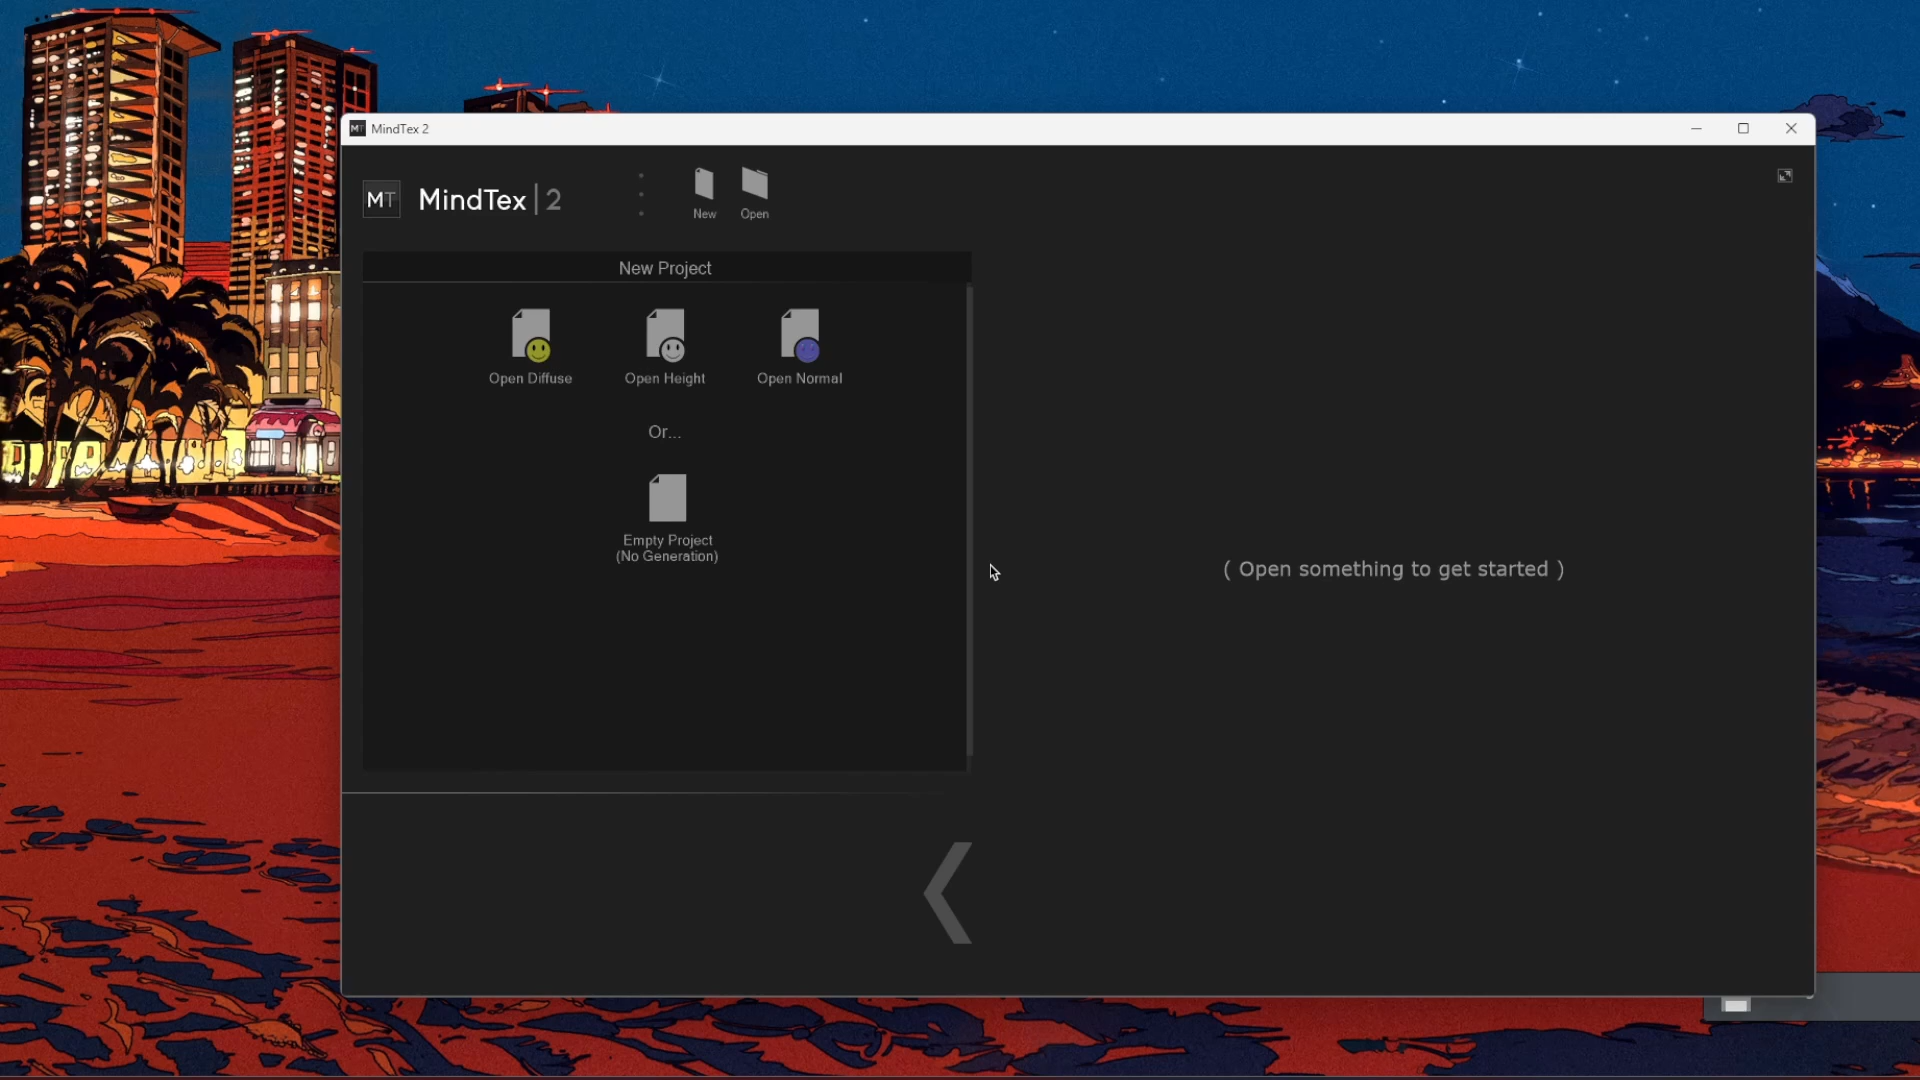 MT MindTex 2
MT MindTex | 2
New Open
New Project
Open Diffuse Open Height Open Normal
Or...
Empty Project
(No Generation)
( Open something to get started )